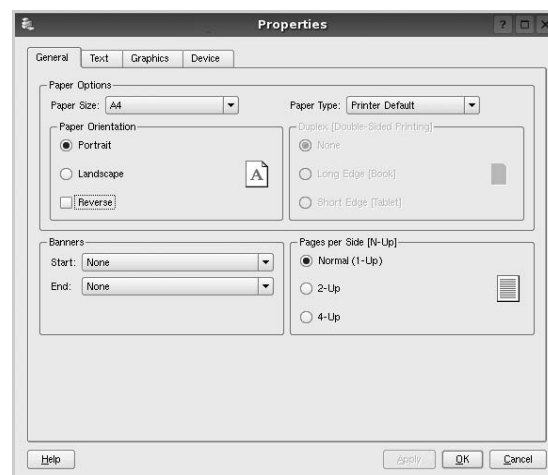 Properties
General Text Graphics Device
Paper Options
Paper Size: A4 Paper Type: Printer Default
Paper Orientation
Portrait
Landscape
Reverse
A
Duplex [Double-Sided Printing]
None
Long Edge [Book]
Short Edge [Tablet]
Banners
Start: None
End: None
Pages per Side [N-Up]
Normal (1-Up)
2-Up
4-Up
Help Apply OK Cancel